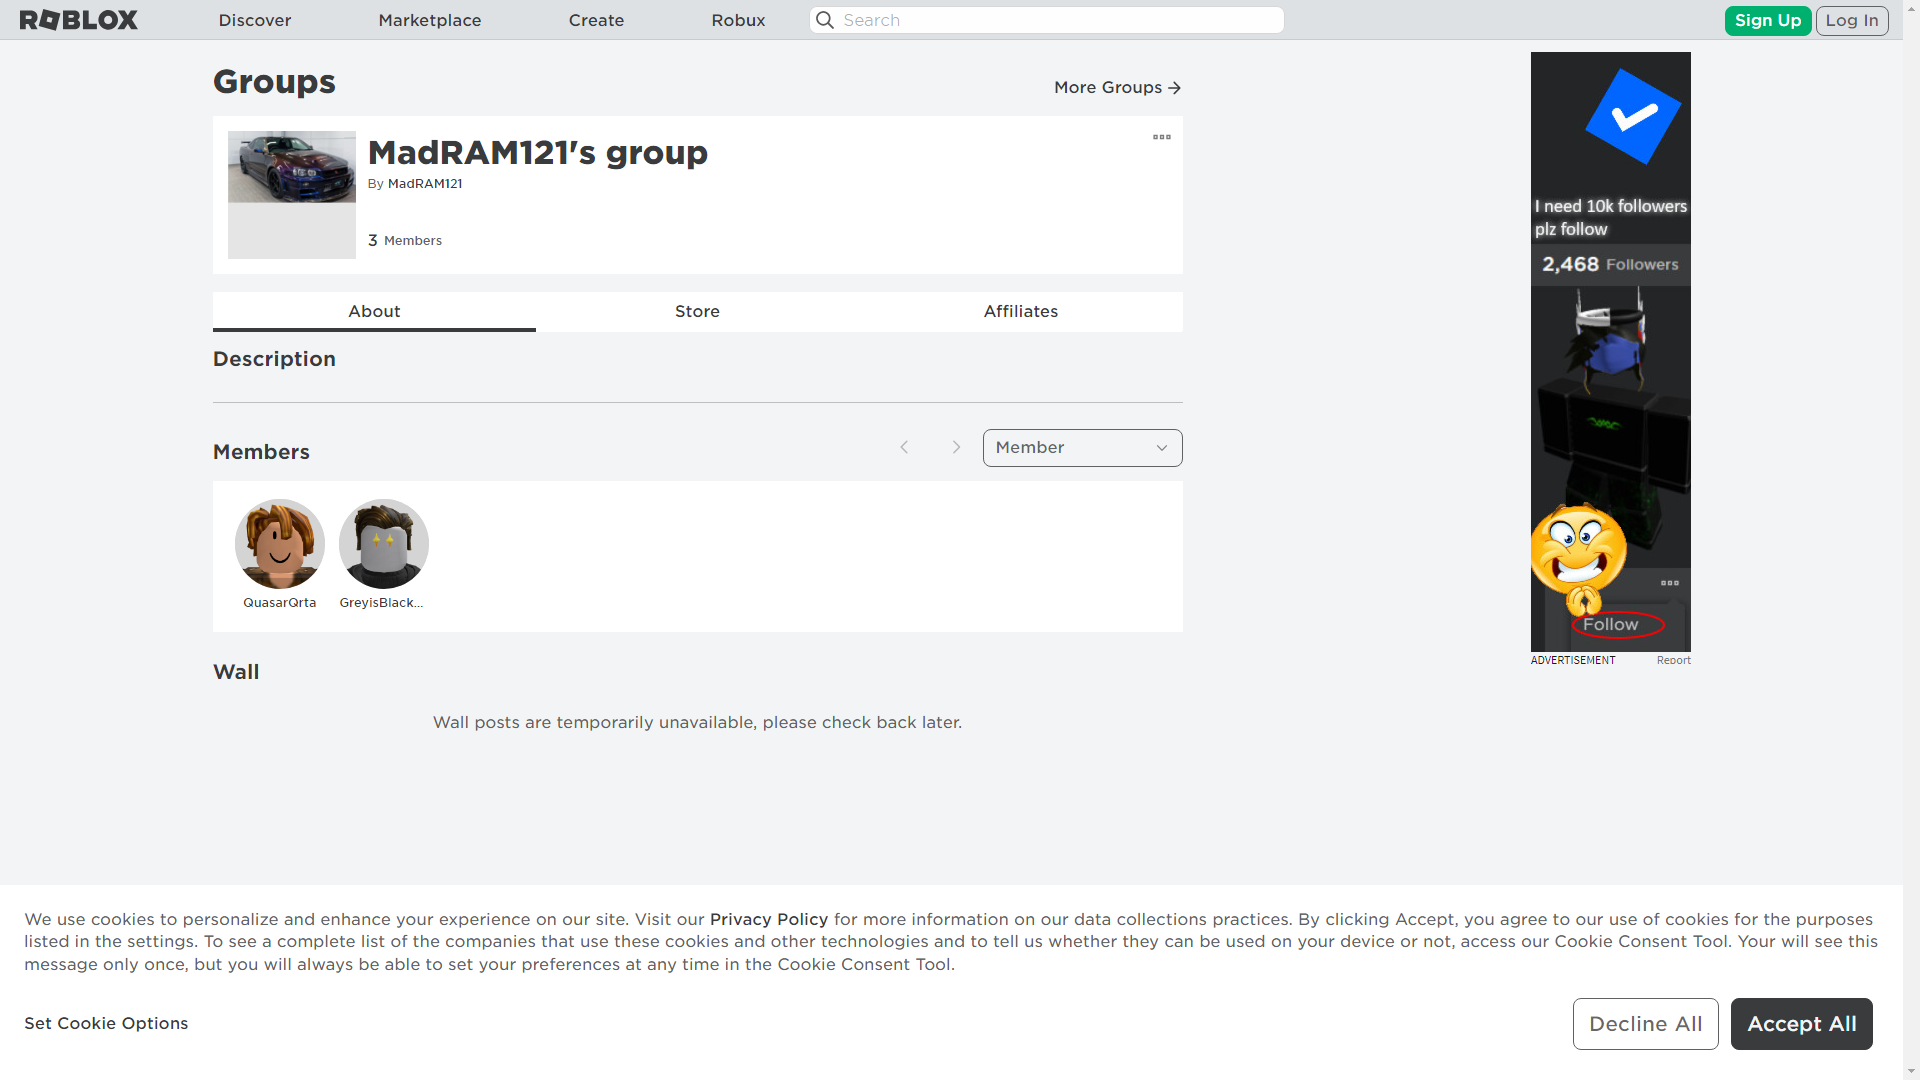 ROBLOX
Discover
Marketplace
Create
Robux
Search
Sign Up
Log In
Groups
More Groups
MadRAM121's group
By MadRAM121
3 Members
About
Store
Affiliates
Description
Members
Member
QuasarQrta
GreyisBlack...
Wall
Wall posts are temporarily unavailable, please check back later.
I need 10k followers
plz follow
2,468 Followers
Follow
ADVERTISEMENT
Report
We use cookies to personalize and enhance your experience on our site. Visit our Privacy Policy for more information on our data collections practices. By clicking Accept, you agree to our use of cookies for the purposes
listed in the settings. To see a complete list of the companies that use these cookies and other technologies and to tell us whether they can be used on your device or not, access our Cookie Consent Tool. Your will see this
message only once, but you will always be able to set your preferences at any time in the Cookie Consent Tool.
Set Cookie Options
Decline All
Accept All